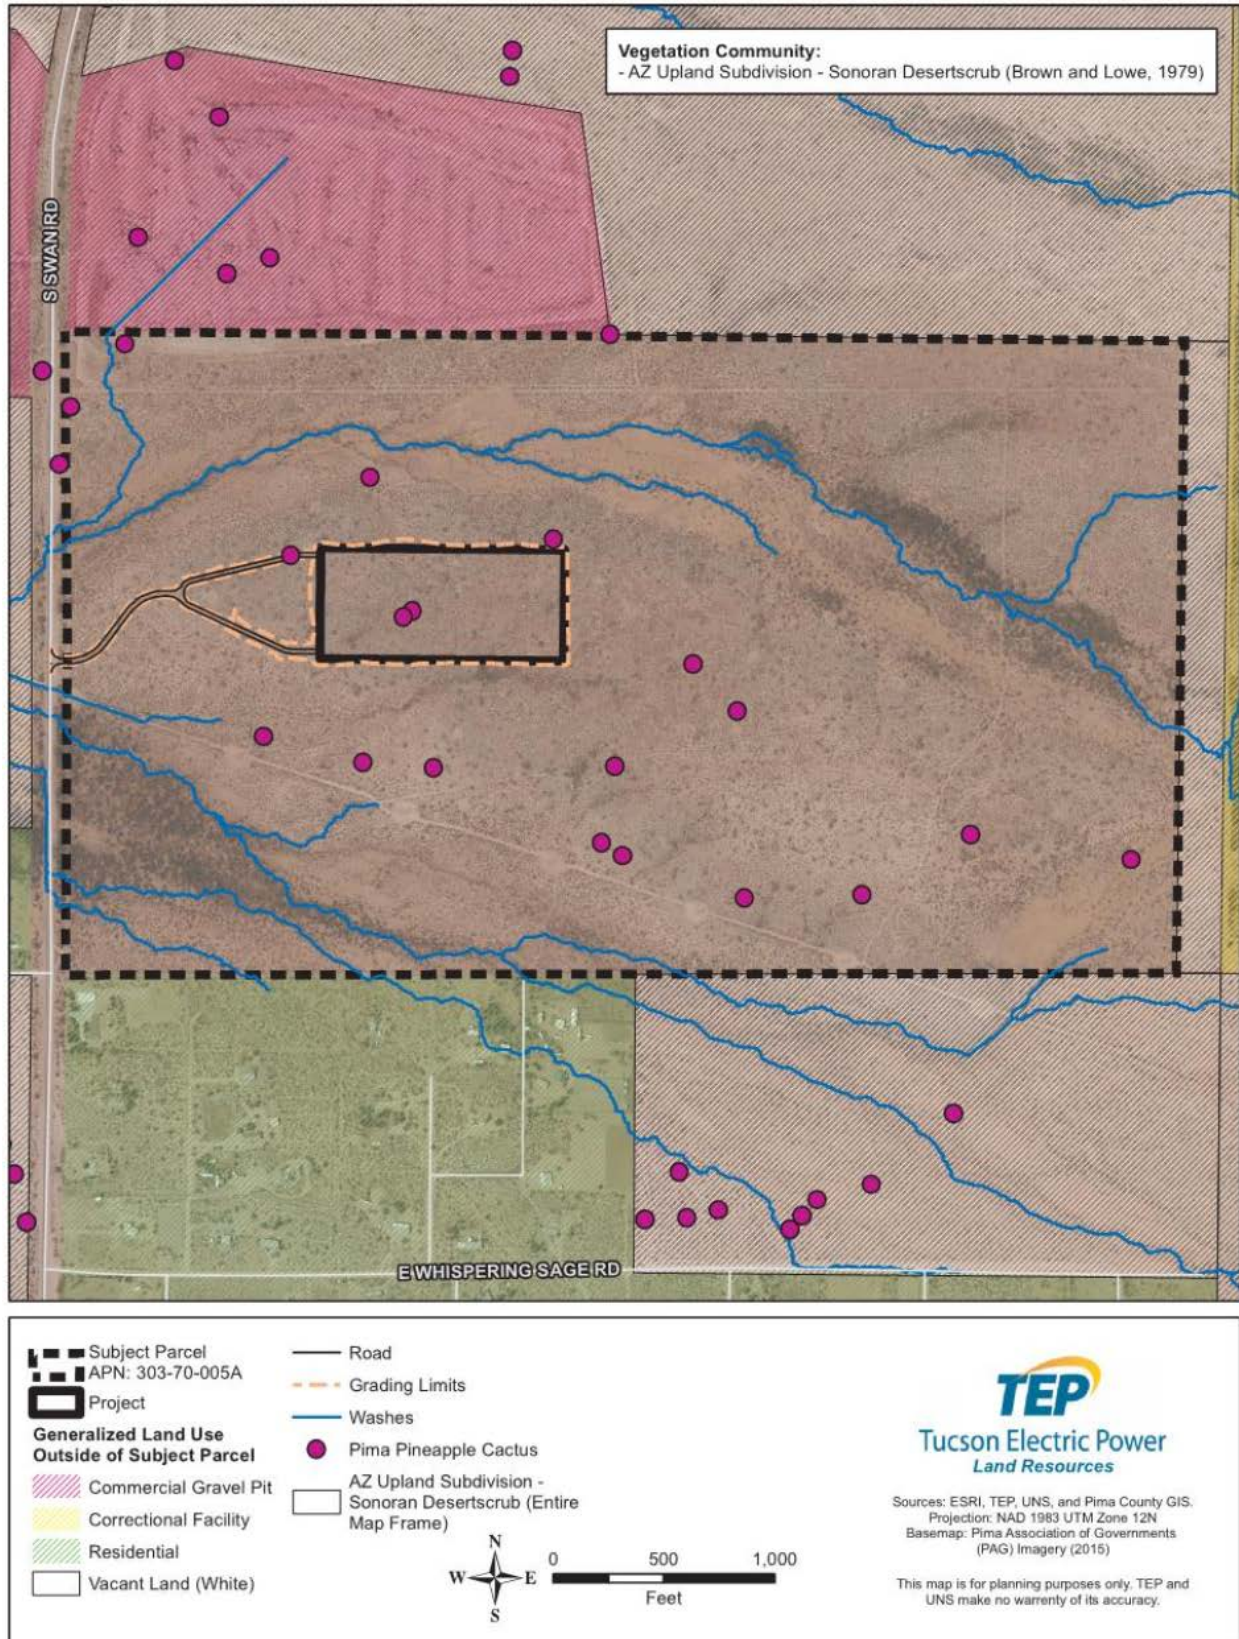 Vegetation Community:
- AZ Upland Subdivision - Sonoran Desertscrub (Brown and Lowe, 1979)
S SWAN RD
E WHISPERING SAGE RD
Subject Parcel
APN: 303-70-005A
Project
Generalized Land Use
Outside of Subject Parcel
Commercial Gravel Pit
Correctional Facility
Residential
Vacant Land (White)
Road
Grading Limits
Washes
Pima Pineapple Cactus
AZ Upland Subdivision -
Sonoran Desertscrub (Entire
Map Frame)
N
W E
S
0 500 1,000
Feet
TEP
Tucson Electric Power
Land Resources
Sources: ESRI, TEP, UNS, and Pima County GIS.
Projection: NAD 1983 UTM Zone 12N
Basemap: Pima Association of Governments
(PAG) Imagery (2015)
This map is for planning purposes only. TEP and
UNS make no warrenty of its accuracy.